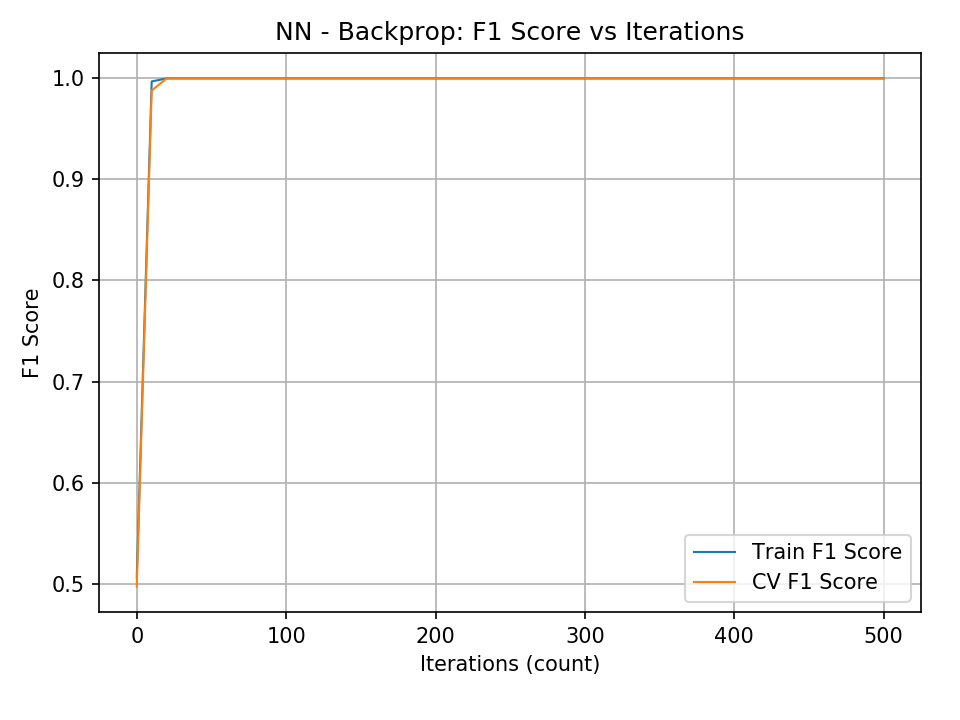 NN - Backprop: F1 Score vs Iterations
1.0
0.9
0.8
0.7
0.6
0.5
F1 Score
Train F1 Score
CV F1 Score
0 100 200 300 400 500
Iterations (count)